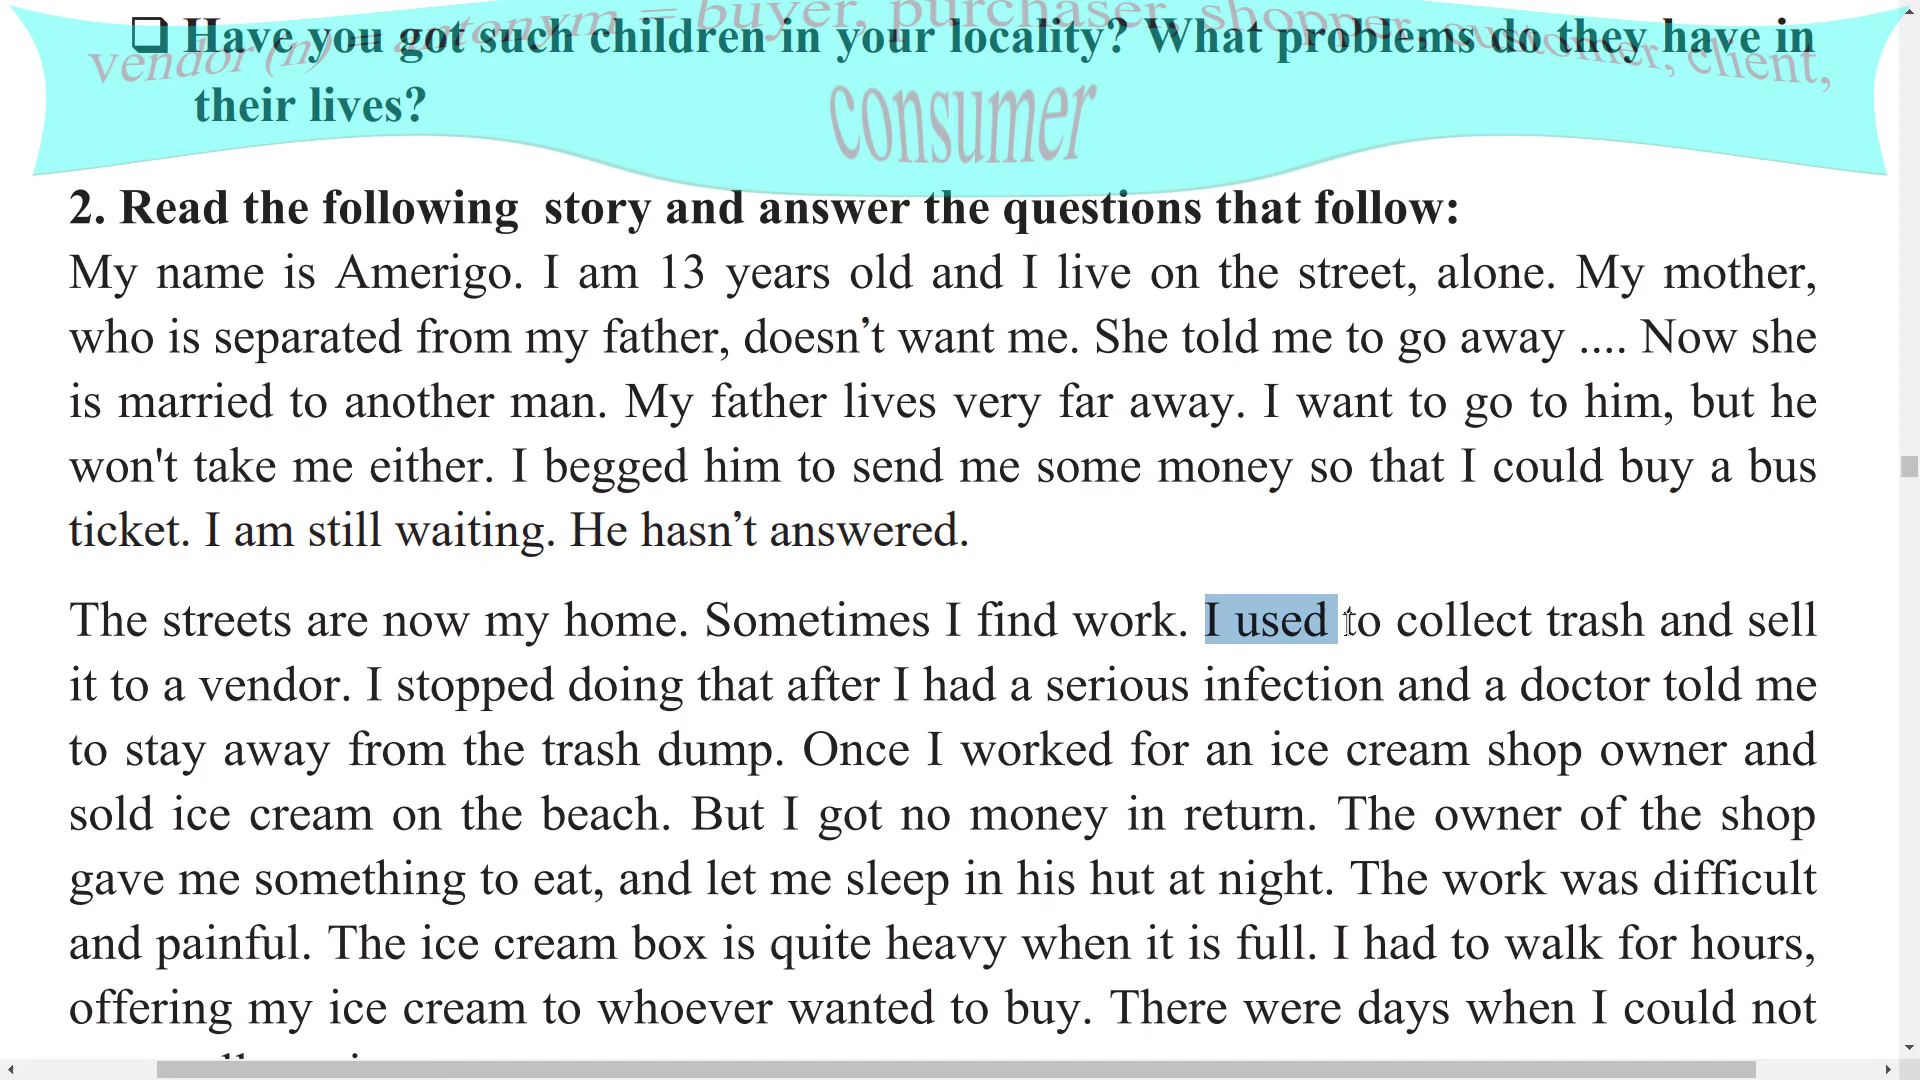 vendor (n) = antonym = buyer, purchaser, shopper, customer, client,
consumer
❑ Have you got such children in your locality? What problems do they have in
their lives?
2. Read the following story and answer the questions that follow:
My name is Amerigo. I am 13 years old and I live on the street, alone. My mother,
who is separated from my father, doesn’t want me. She told me to go away .... Now she
is married to another man. My father lives very far away. I want to go to him, but he
won't take me either. I begged him to send me some money so that I could buy a bus
ticket. I am still waiting. He hasn’t answered.
The streets are now my home. Sometimes I find work. I used to collect trash and sell
it to a vendor. I stopped doing that after I had a serious infection and a doctor told me
to stay away from the trash dump. Once I worked for an ice cream shop owner and
sold ice cream on the beach. But I got no money in return. The owner of the shop
gave me something to eat, and let me sleep in his hut at night. The work was difficult
and painful. The ice cream box is quite heavy when it is full. I had to walk for hours,
offering my ice cream to whoever wanted to buy. There were days when I could not